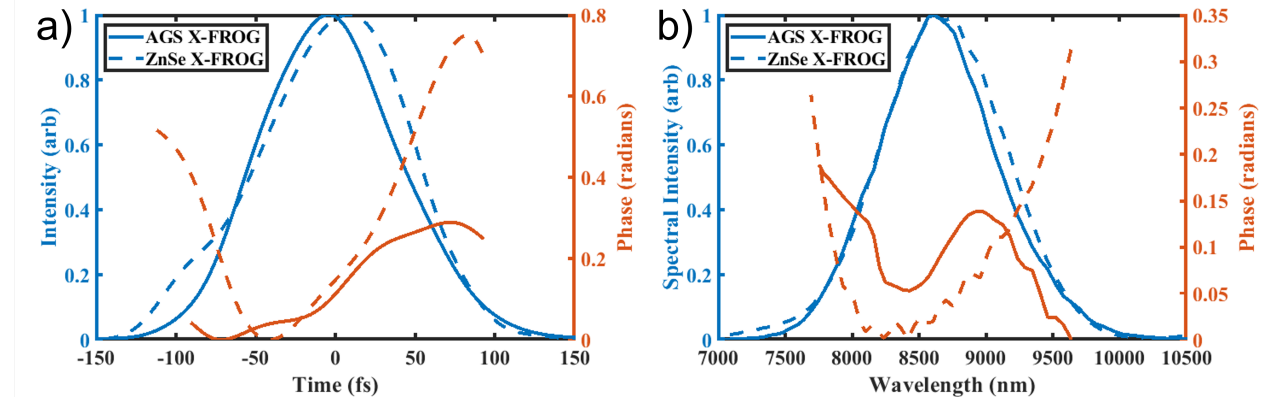 a)
AGS X-FROG
ZnSe X-FROG
Intensity (arb)
1
0.8
0.6
0.4
0.2
0
-150 -100 -50 0 50 100 150
Time (fs)
0.8
0.6
0.4
0.2
0
Phase (radians)
b)
AGS X-FROG
ZnSe X-FROG
Spectral Intensity (arb)
1
0.8
0.6
0.4
0.2
0
7000 7500 8000 8500 9000 9500 10000 10500
Wavelength (nm)
0.35
0.3
0.25
0.2
0.15
0.1
0.05
0
Phase (radians)